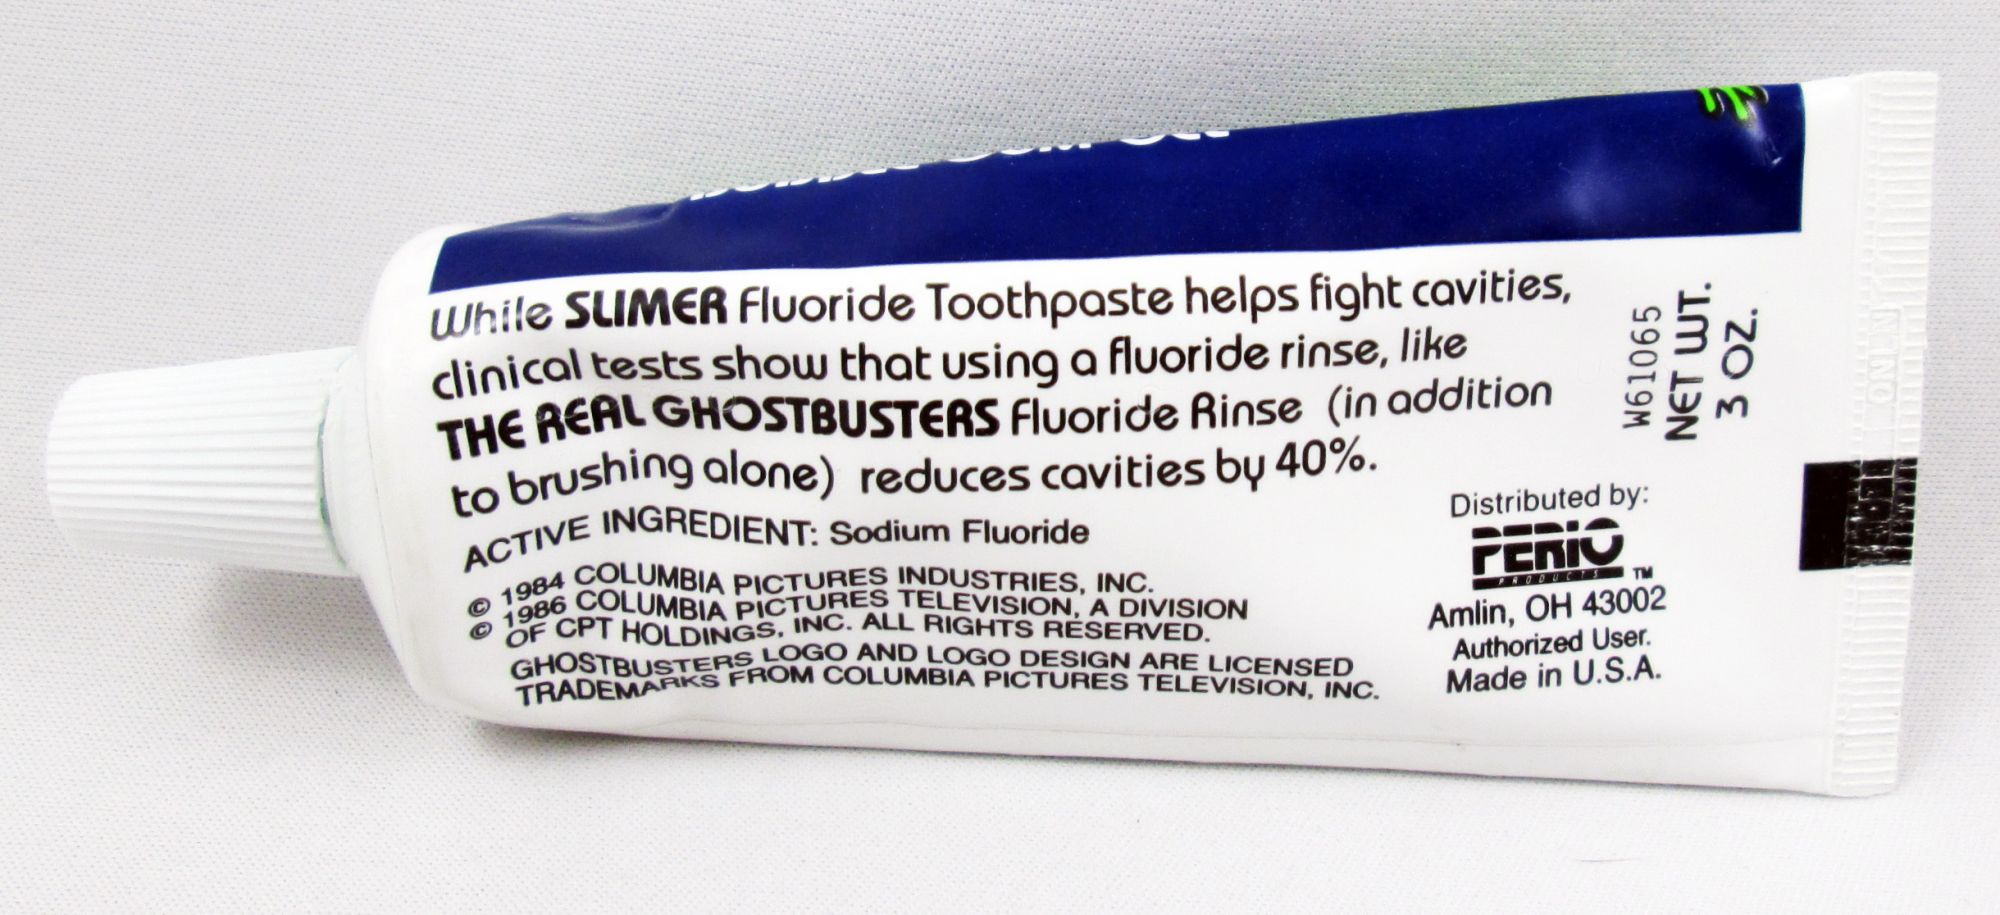 While SLIMER Fluoride Toothpaste helps fight cavities,
clinical tests show that using a fluoride rinse, like
THE REAL GHOSTBUSTERS Fluoride Rinse (in addition
to brushing alone) reduces cavities by 40%.
ACTIVE INGREDIENT: Sodium Fluoride
© 1984 COLUMBIA PICTURES INDUSTRIES, INC.
© 1986 COLUMBIA PICTURES TELEVISION, A DIVISION
OF CPT HOLDINGS, INC. ALL RIGHTS RESERVED.
GHOSTBUSTERS LOGO AND LOGO DESIGN ARE LICENSED
TRADEMARKS FROM COLUMBIA PICTURES TELEVISION, INC.
W61065
NET WT.
3 OZ.
Distributed by:
PERIO
PRODUCTS ™
Amlin, OH 43002
Authorized User.
Made in U.S.A.